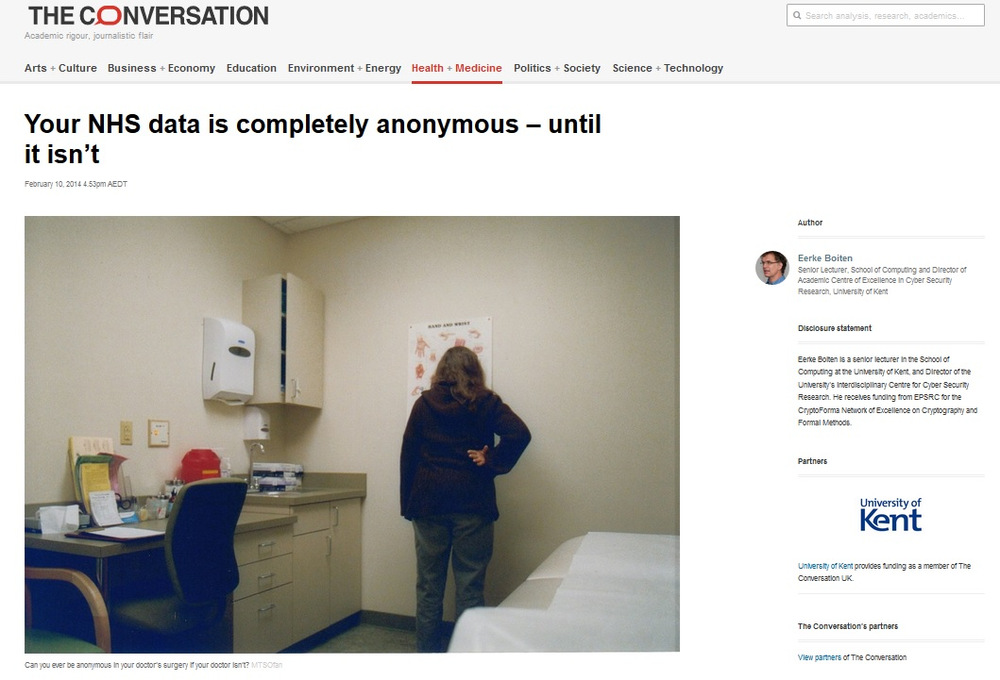 THE CONVERSATION
Academic rigour, journalistic flair
Search analysis, research, academics...
Arts + Culture Business + Economy Education Environment + Energy Health + Medicine Politics + Society Science + Technology
Your NHS data is completely anonymous – until
it isn't
February 10, 2014 4.53pm AEDT
HAND AND WRIST
Can you ever be anonymous in your doctor's surgery if your doctor isn't? MTSOfan
Author
Eerke Boiten
Senior Lecturer, School of Computing and Director of
Academic Centre of Excellence in Cyber Security
Research, University of Kent
Disclosure statement
Eerke Boiten is a senior lecturer in the School of
Computing at the University of Kent, and Director of the
University's interdisciplinary Centre for Cyber Security
Research. He receives funding from EPSRC for the
CryptoForma Network of Excellence on Cryptography and
Formal Methods.
Partners
University of
Kent
University of Kent provides funding as a member of The
Conversation UK.
The Conversation's partners
View partners of The Conversation